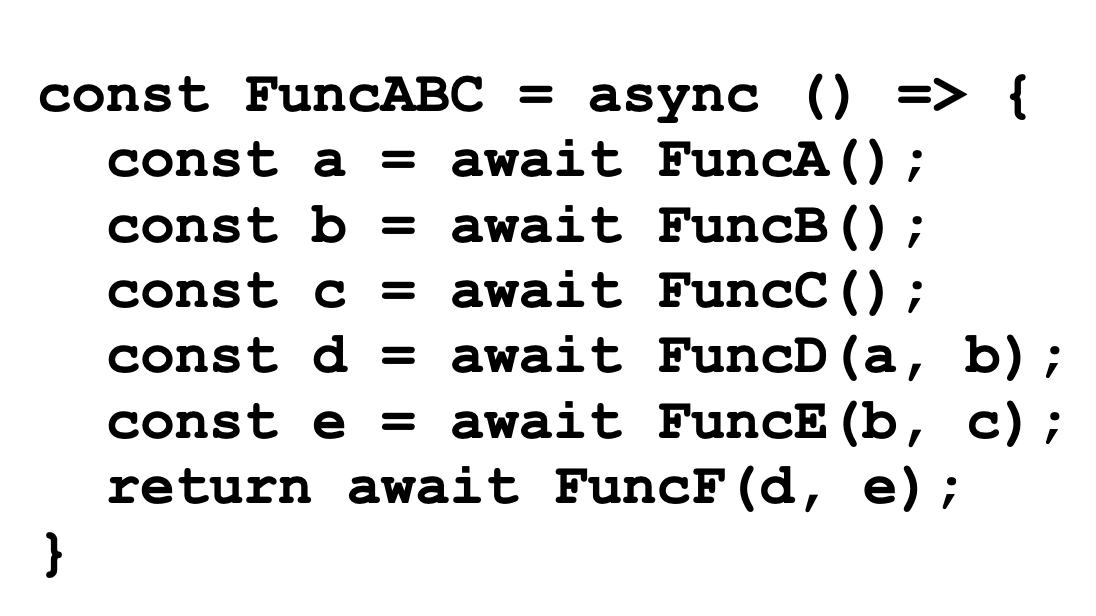 const FuncABC = async () => {
  const a = await FuncA();
  const b = await FuncB();
  const c = await FuncC();
  const d = await FuncD(a, b);
  const e = await FuncE(b, c);
  return await FuncF(d, e);
}